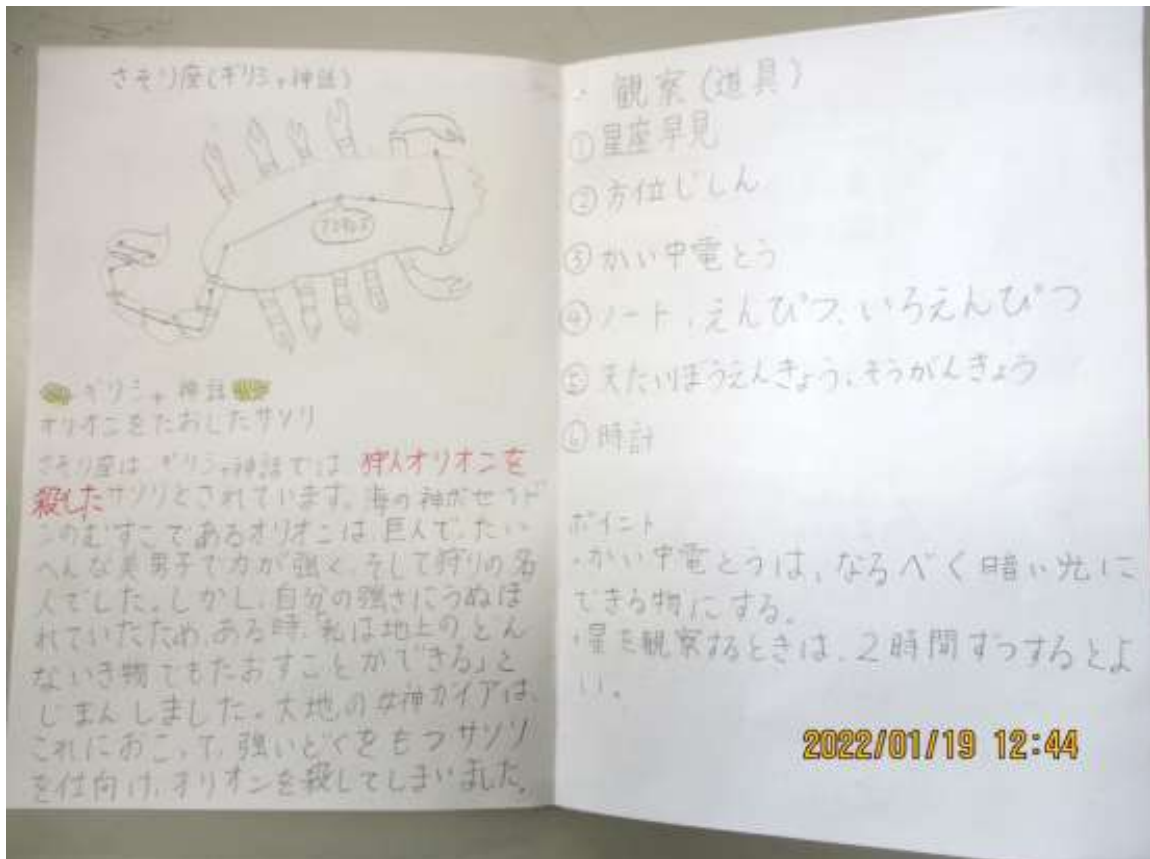 さそり座(ギリシャ神話)
アンタレス
ギリシャ神話
オリオンをたおしたサソリ
さそり座は、ギリシャ神話では 狩人オリオンを
殺したサソリとされています。海の神ポセイド
ンのむすこであるオリオンは、巨人で、たい
へんな美男子で力が強く、そして狩りの名
人でした。しかし、自分の強さにうぬぼ
れていたため、ある時、「私は地上のどん
ないき物でもたおすことができる」と
じまんしました。大地の女神ガイアは、
これにおこって、強いどくをもつサソリ
を仕向け、オリオンを殺してしまいました。
・観察(道具)
①星座早見
②方位じしん
③かい中電とう
④ノート、えんぴつ、いろえんぴつ
⑤天たいぼうえんきょう、そうがんきょう
⑥時計
ポイント
・かい中電とうは、なるべく暗い光に
できる物にする。
・星を観察するときは、2時間ずつするとよ
い。
2022/01/19 12:44